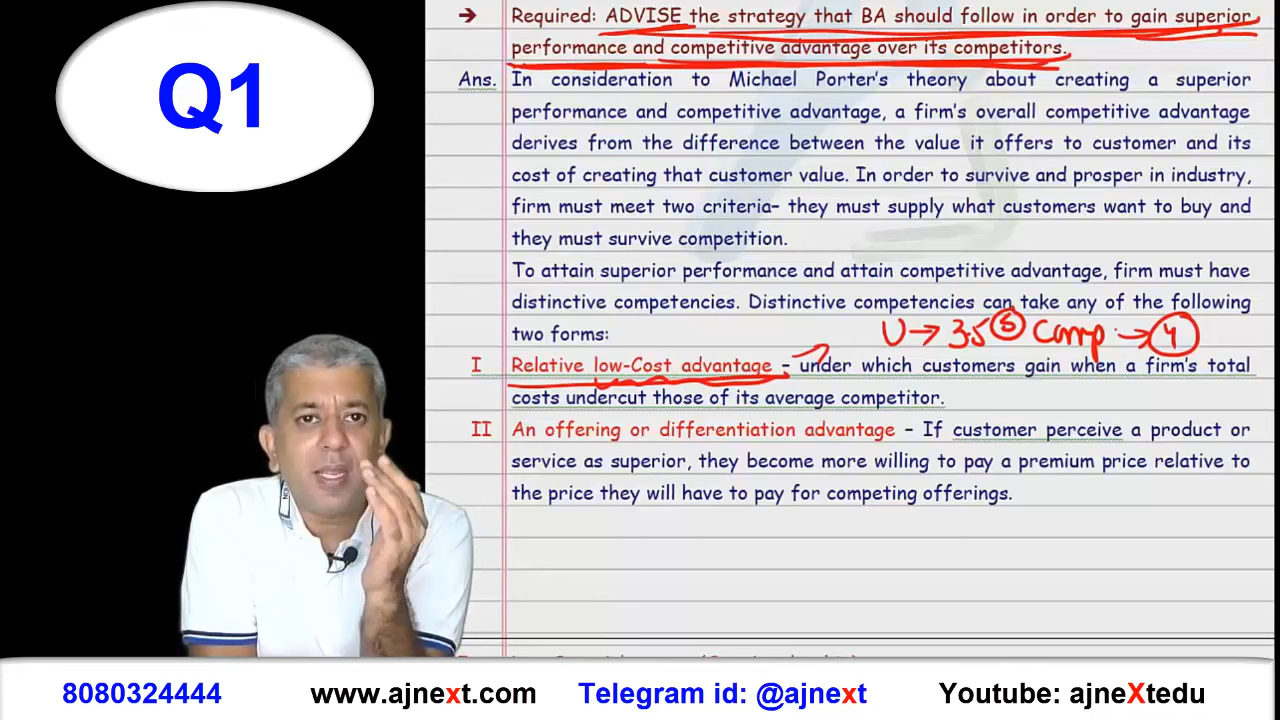 Q1
→ Required: ADVISE the strategy that BA should follow in order to gain superior
performance and competitive advantage over its competitors.
Ans. In consideration to Michael Porter's theory about creating a superior
performance and competitive advantage, a firm's overall competitive advantage
derives from the difference between the value it offers to customer and its
cost of creating that customer value. In order to survive and prosper in industry,
firm must meet two criteria– they must supply what customers want to buy and
they must survive competition.
To attain superior performance and attain competitive advantage, firm must have
distinctive competencies. Distinctive competencies can take any of the following
two forms:
U → 3.5 5 Comp → 4
I Relative low-Cost advantage – under which customers gain when a firm's total
costs undercut those of its average competitor.
II An offering or differentiation advantage – If customer perceive a product or
service as superior, they become more willing to pay a premium price relative to
the price they will have to pay for competing offerings.
8080324444 www.ajnext.com Telegram id: @ajnext Youtube: ajneXtedu